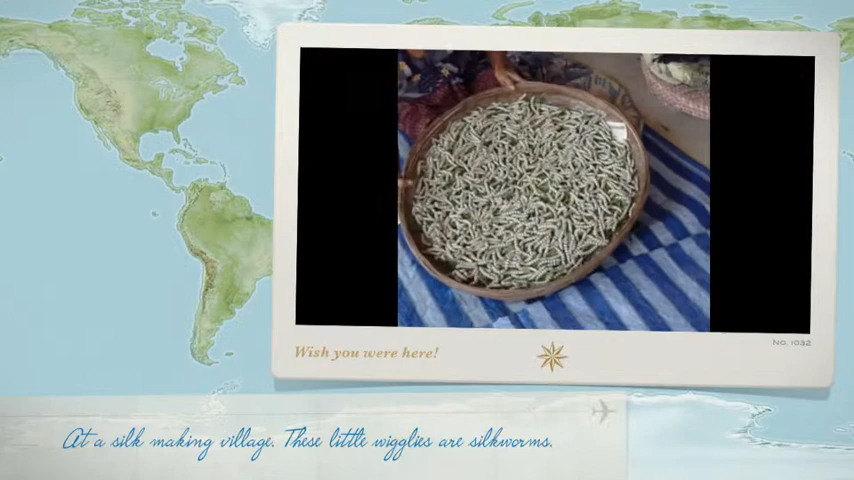 Wish you were here!
NO. 1032
At a silk making village. These little wigglies are silkworms.